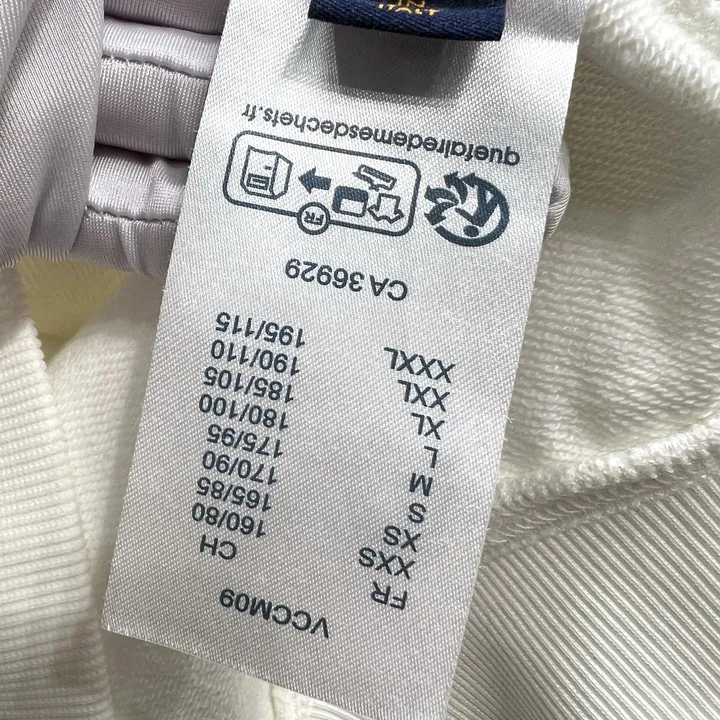 VCCM09
FR CH
XXS 160/80
XS 165/85
S 170/90
M 175/95
L 180/100
XL 185/105
XXL 190/110
XXXL 195/115
CA 36929
FR
quefairedemesdechets.fr